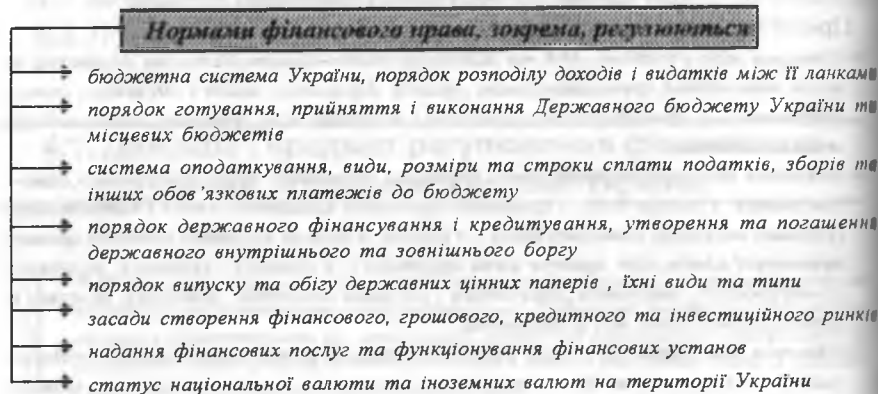 Нормами фінансового права, зокрема, регулюються
бюджетна система України, порядок розподілу доходів і видатків між її ланками
порядок готування, прийняття і виконання Державного бюджету України та
місцевих бюджетів
система оподаткування, види, розміри та строки сплати податків, зборів та
інших обов'язкових платежів до бюджету
порядок державного фінансування і кредитування, утворення та погашення
державного внутрішнього та зовнішнього боргу
порядок випуску та обігу державних цінних паперів , їхні види та типи
засади створення фінансового, грошового, кредитного та інвестиційного ринків
надання фінансових послуг та функціонування фінансових установ
статус національної валюти та іноземних валют на території України